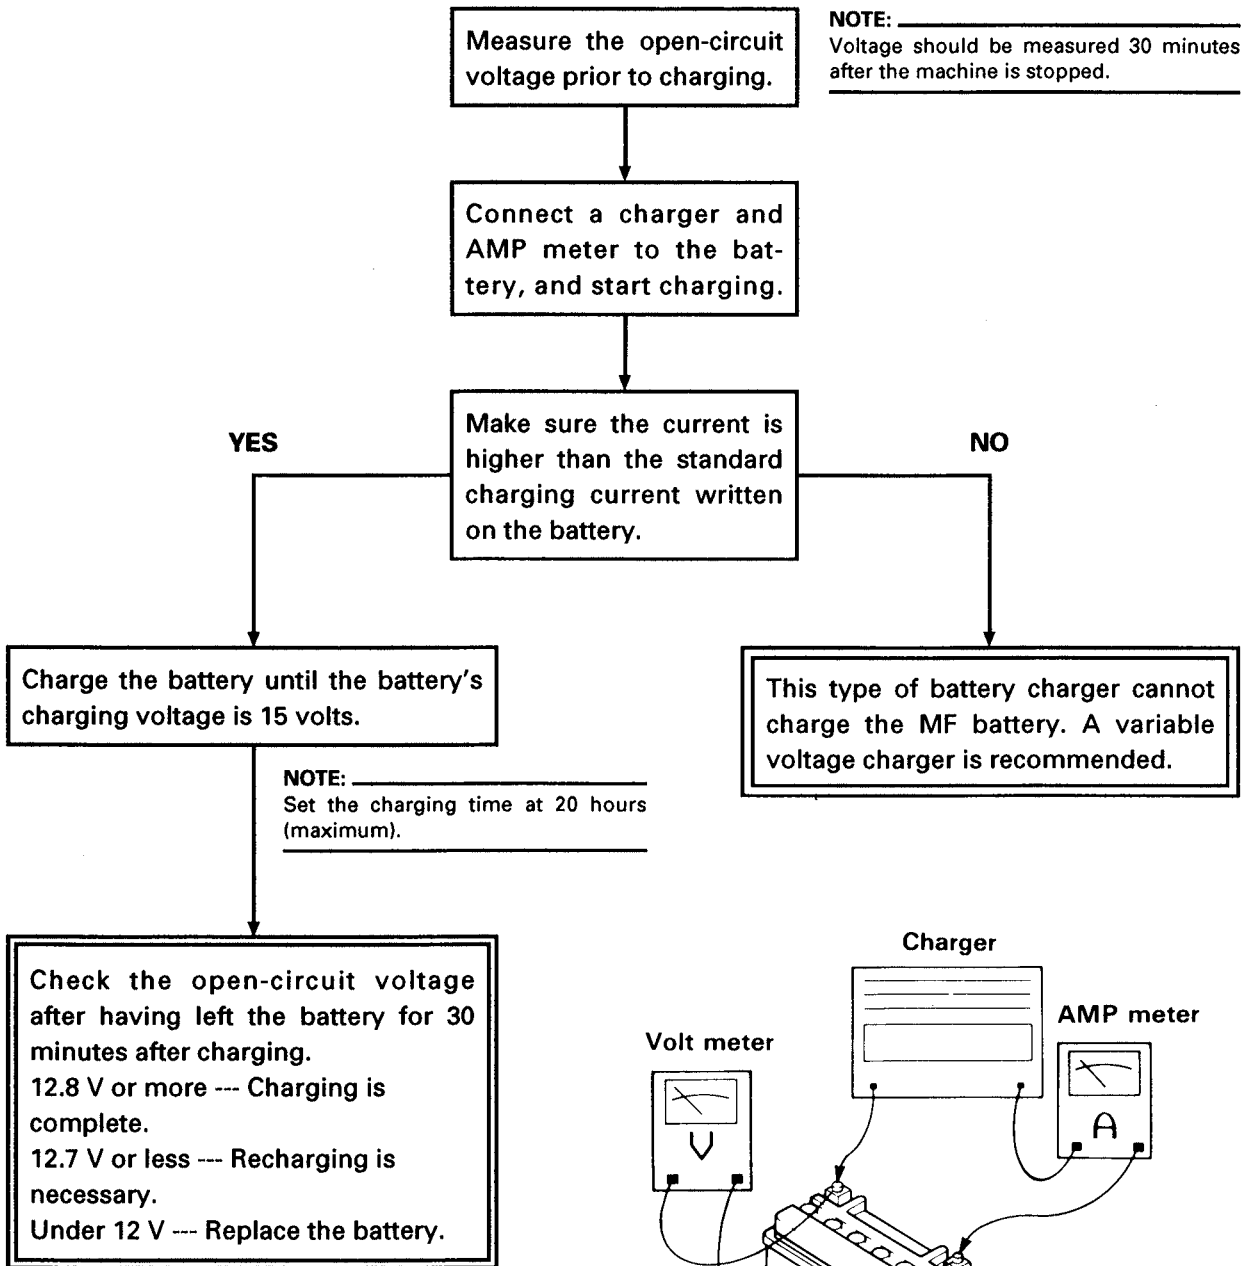 Measure the open-circuit
voltage prior to charging.
NOTE:
Voltage should be measured 30 minutes
after the machine is stopped.
Connect a charger and
AMP meter to the bat-
tery, and start charging.
Make sure the current is
higher than the standard
charging current written
on the battery.
YES
NO
Charge the battery until the battery's
charging voltage is 15 volts.
This type of battery charger cannot
charge the MF battery. A variable
voltage charger is recommended.
NOTE:
Set the charging time at 20 hours
(maximum).
Check the open-circuit voltage
after having left the battery for 30
minutes after charging.
12.8 V or more --- Charging is
complete.
12.7 V or less --- Recharging is
necessary.
Under 12 V --- Replace the battery.
Charger
AMP meter
Volt meter
V
A